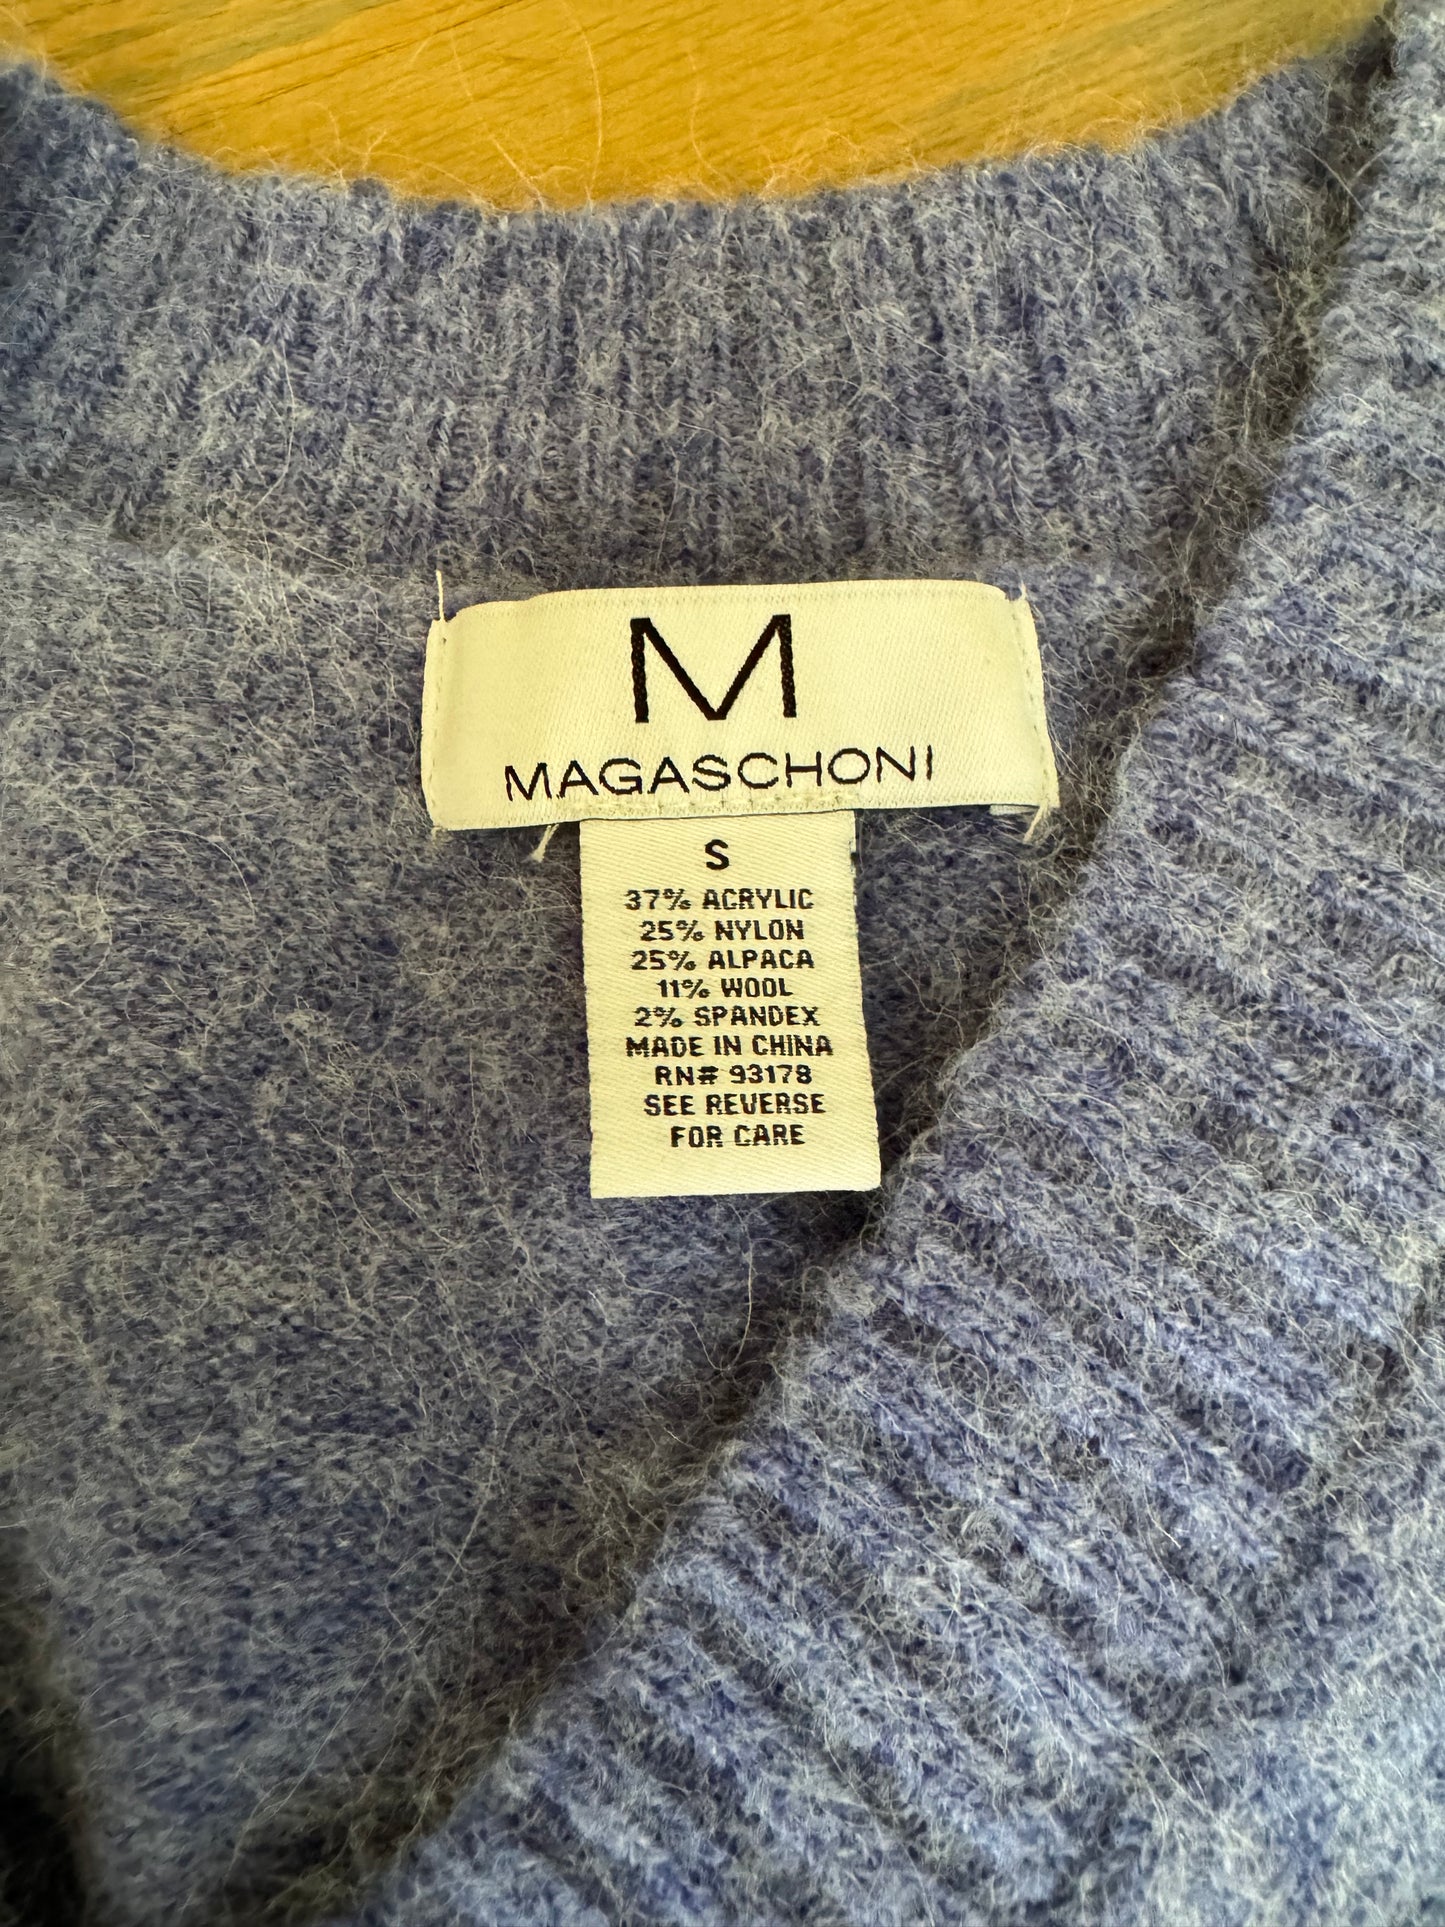 M
MAGASCHONI
S
37% ACRYLIC
25% NYLON
25% ALPACA
11% WOOL
2% SPANDEX
MADE IN CHINA
RN# 93178
SEE REVERSE
FOR CARE